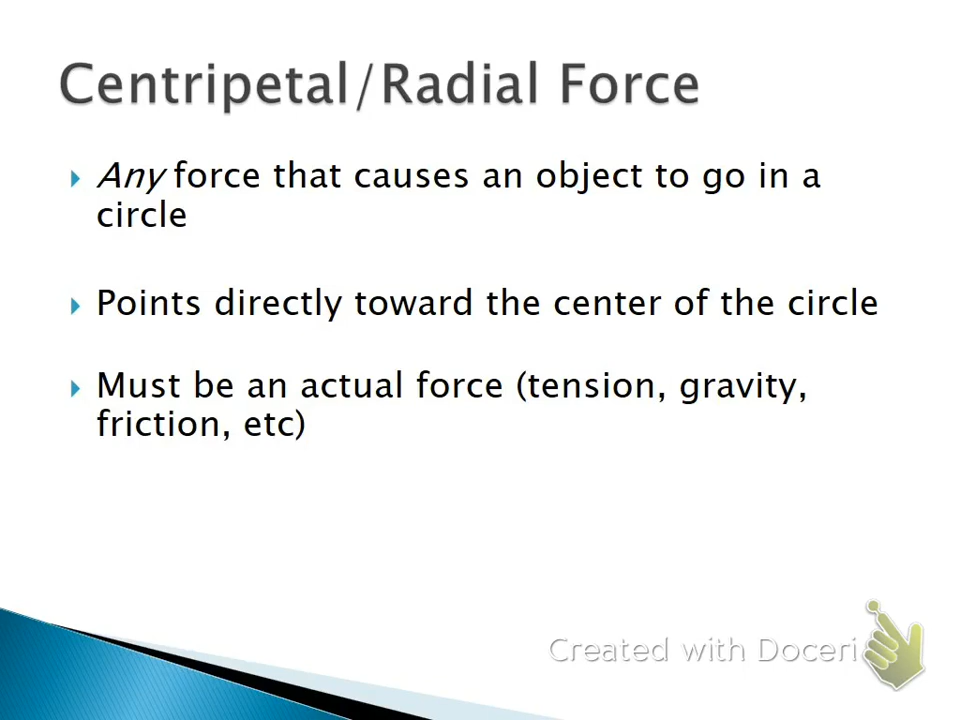 Centripetal/Radial Force
Any force that causes an object to go in a
circle
Points directly toward the center of the circle
Must be an actual force (tension, gravity,
friction, etc)
Created with Doceri